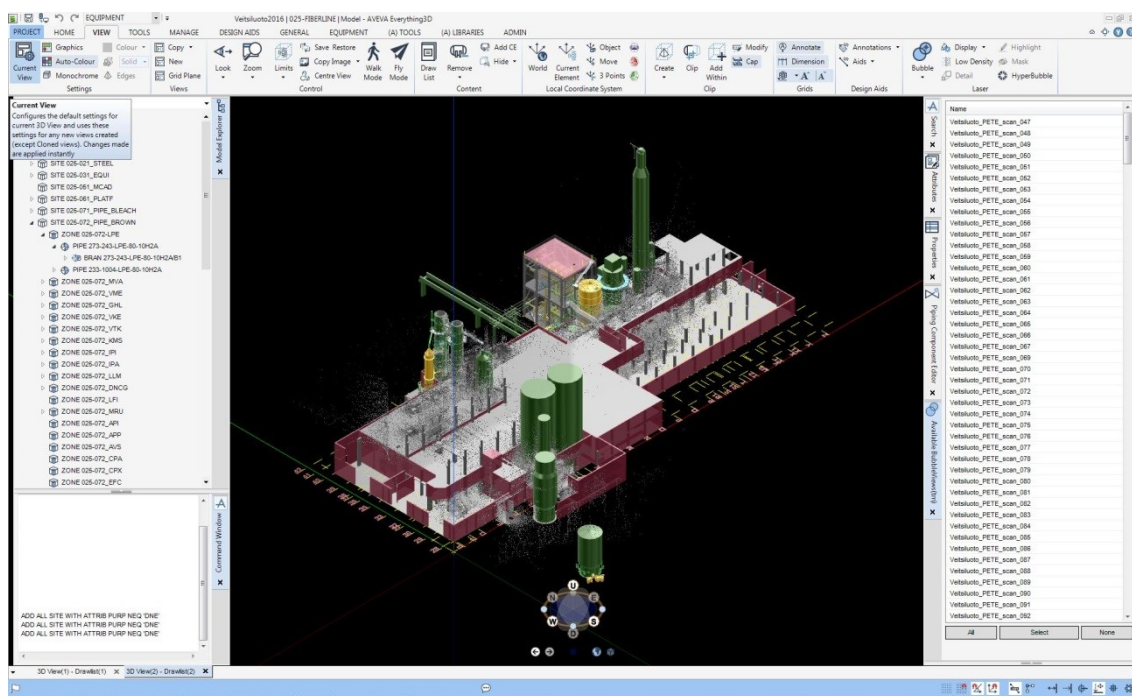 EQUIPMENT
Veitsiluoto2016 | 025-FIBERLINE | Model - AVEVA Everything3D
PROJECT HOME VIEW TOOLS MANAGE DESIGN AIDS GENERAL EQUIPMENT (A) TOOLS (A) LIBRARIES ADMIN
Current View
Graphics
Auto-Colour
Monochrome
Colour
Solid
Edges
Settings
Copy
New
Grid Plane
Views
Look
Zoom
Limits
Save Restore
Copy Image
Centre View
Walk Mode
Fly Mode
Control
Draw List
Remove
Add CE
Hide
Content
World
Current Element
Object
Move
3 Points
Local Coordinate System
Create
Clip
Add Within
Modify
Cap
Clip
Annotate
Dimension
Grids
Annotations
Aids
Design Aids
Bubble
Display
Low Density
Detail
Highlight
Mask
HyperBubble
Laser
Current View
Configures the default settings for
current 3D View and uses these
settings for any new views created
(except Cloned views). Changes made
are applied instantly
SITE 025-021_STEEL
SITE 025-031_EQUI
SITE 025-051_MCAD
SITE 025-061_PLATF
SITE 025-071_PIPE_BLEACH
SITE 025-072_PIPE_BROWN
ZONE 025-072-LPE
PIPE 273-243-LPE-80-10H2A
BRAN 273-243-LPE-80-10H2A/B1
PIPE 233-1004-LPE-80-10H2A
ZONE 025-072_MVA
ZONE 025-072_VME
ZONE 025-072_GHL
ZONE 025-072_VKE
ZONE 025-072_VTK
ZONE 025-072_KMS
ZONE 025-072_IPI
ZONE 025-072_IPA
ZONE 025-072_LLM
ZONE 025-072_DNCG
ZONE 025-072_LFI
ZONE 025-072_MRU
ZONE 025-072_API
ZONE 025-072_APP
ZONE 025-072_AVS
ZONE 025-072_CPA
ZONE 025-072_CPX
ZONE 025-072_EFC
Model Explorer
Command Window
ADD ALL SITE WITH ATTRIB PURP NEQ 'DNE'
ADD ALL SITE WITH ATTRIB PURP NEQ 'DNE'
ADD ALL SITE WITH ATTRIB PURP NEQ 'DNE'
3D View(1) - Drawlist(1)
3D View(2) - Drawlist(2)
U
N
E
W
S
D
Search
Attributes
Properties
Piping Component Editor
Available BubbleViews(tm)
Name
Veitsiluoto_PETE_scan_047
Veitsiluoto_PETE_scan_048
Veitsiluoto_PETE_scan_049
Veitsiluoto_PETE_scan_050
Veitsiluoto_PETE_scan_051
Veitsiluoto_PETE_scan_052
Veitsiluoto_PETE_scan_053
Veitsiluoto_PETE_scan_054
Veitsiluoto_PETE_scan_055
Veitsiluoto_PETE_scan_056
Veitsiluoto_PETE_scan_057
Veitsiluoto_PETE_scan_058
Veitsiluoto_PETE_scan_059
Veitsiluoto_PETE_scan_060
Veitsiluoto_PETE_scan_061
Veitsiluoto_PETE_scan_062
Veitsiluoto_PETE_scan_063
Veitsiluoto_PETE_scan_064
Veitsiluoto_PETE_scan_065
Veitsiluoto_PETE_scan_066
Veitsiluoto_PETE_scan_067
Veitsiluoto_PETE_scan_069
Veitsiluoto_PETE_scan_070
Veitsiluoto_PETE_scan_071
Veitsiluoto_PETE_scan_072
Veitsiluoto_PETE_scan_073
Veitsiluoto_PETE_scan_074
Veitsiluoto_PETE_scan_075
Veitsiluoto_PETE_scan_076
Veitsiluoto_PETE_scan_077
Veitsiluoto_PETE_scan_078
Veitsiluoto_PETE_scan_079
Veitsiluoto_PETE_scan_080
Veitsiluoto_PETE_scan_081
Veitsiluoto_PETE_scan_082
Veitsiluoto_PETE_scan_083
Veitsiluoto_PETE_scan_084
Veitsiluoto_PETE_scan_085
Veitsiluoto_PETE_scan_086
Veitsiluoto_PETE_scan_087
Veitsiluoto_PETE_scan_088
Veitsiluoto_PETE_scan_089
Veitsiluoto_PETE_scan_090
Veitsiluoto_PETE_scan_091
Veitsiluoto_PETE_scan_092
All Select None